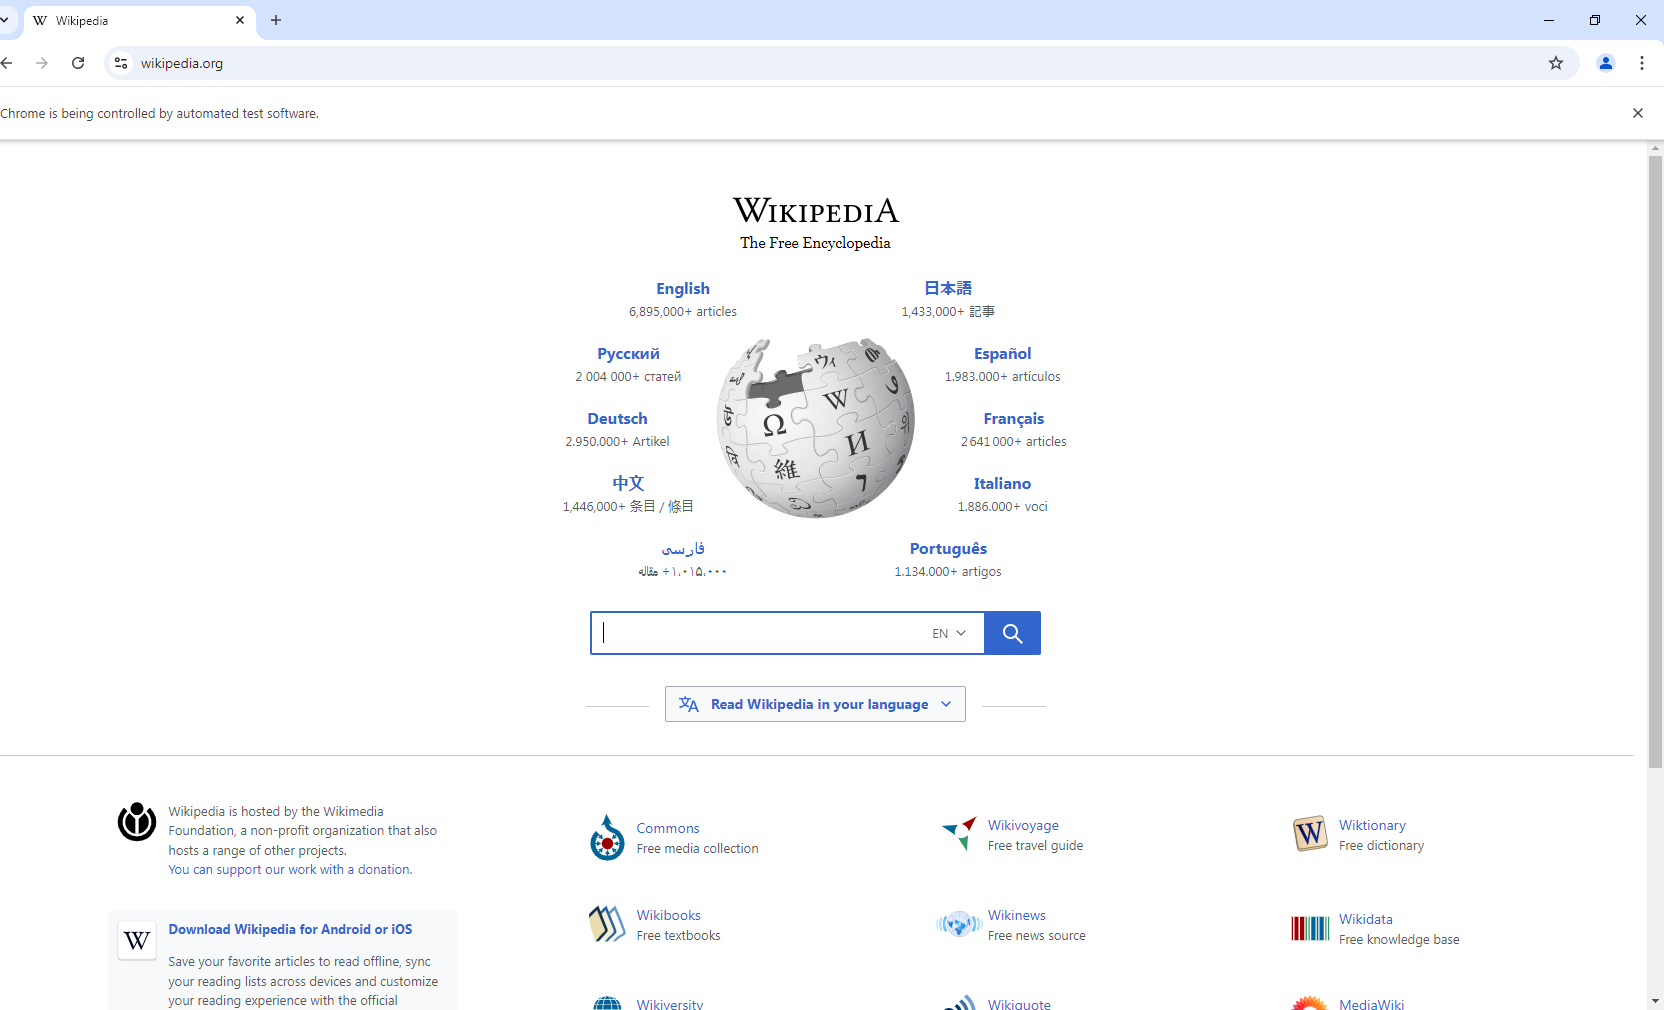 Wikipedia
wikipedia.org
Chrome is being controlled by automated test software.
WIKIPEDIA
The Free Encyclopedia
English
6,895,000+ articles
日本語
1,433,000+ 記事
Русский
2 004 000+ статей
Español
1.983.000+ artículos
Deutsch
2.950.000+ Artikel
Français
2 641 000+ articles
中文
1,446,000+ 条目 / 條目
Italiano
1.886.000+ voci
فارسی
۱٬۰۱۵٬۰۰۰+ مقاله
Português
1.134.000+ artigos
EN
Read Wikipedia in your language
Wikipedia is hosted by the Wikimedia
Foundation, a non-profit organization that also
hosts a range of other projects.
You can support our work with a donation.
Download Wikipedia for Android or iOS
Save your favorite articles to read offline, sync
your reading lists across devices and customize
your reading experience with the official
Commons
Free media collection
Wikivoyage
Free travel guide
Wiktionary
Free dictionary
Wikibooks
Free textbooks
Wikinews
Free news source
Wikidata
Free knowledge base
Wikiversity
Wikiquote
MediaWiki